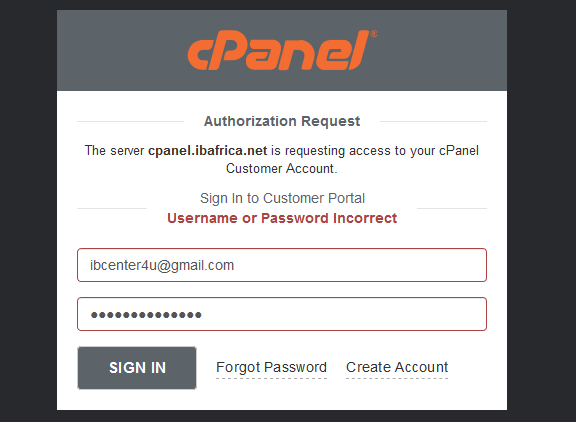 cPanel®
Authorization Request
The server cpanel.ibafrica.net is requesting access to your cPanel
Customer Account.
Sign In to Customer Portal
Username or Password Incorrect
ibcenter4u@gmail.com
●●●●●●●●●●●●●●
SIGN IN Forgot Password Create Account